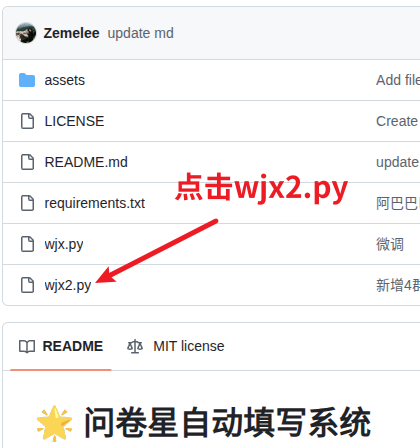 Zemelee update md
assets Add file
LICENSE Create
README.md update
点击wjx2.py
requirements.txt 阿巴巴
wjx.py 微调
wjx2.py 新增4群
README MIT license
🌟 问卷星自动填写系统